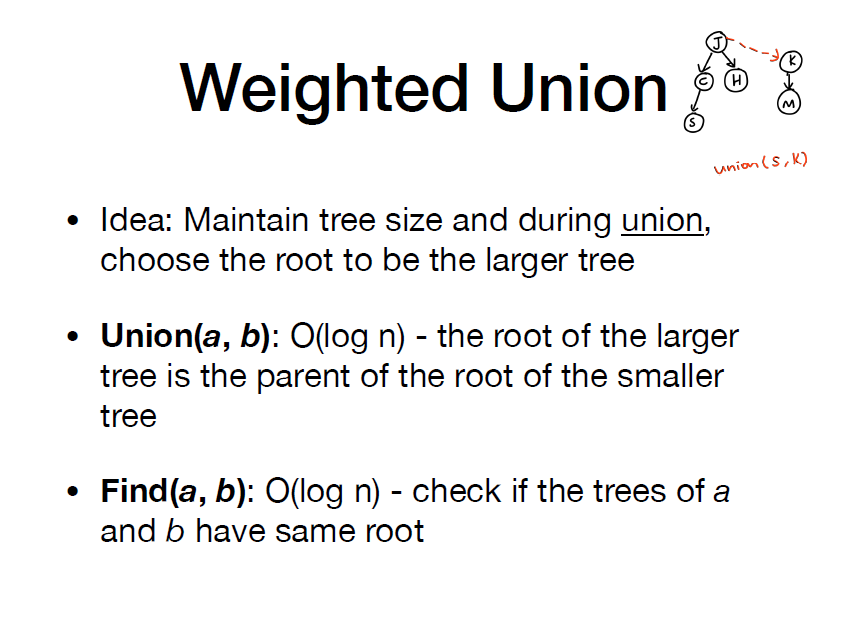 Weighted Union
J
K
C
H
M
S
union(S,K)
• Idea: Maintain tree size and during union,
choose the root to be the larger tree
• Union(a, b): O(log n) - the root of the larger
tree is the parent of the root of the smaller
tree
• Find(a, b): O(log n) - check if the trees of a
and b have same root